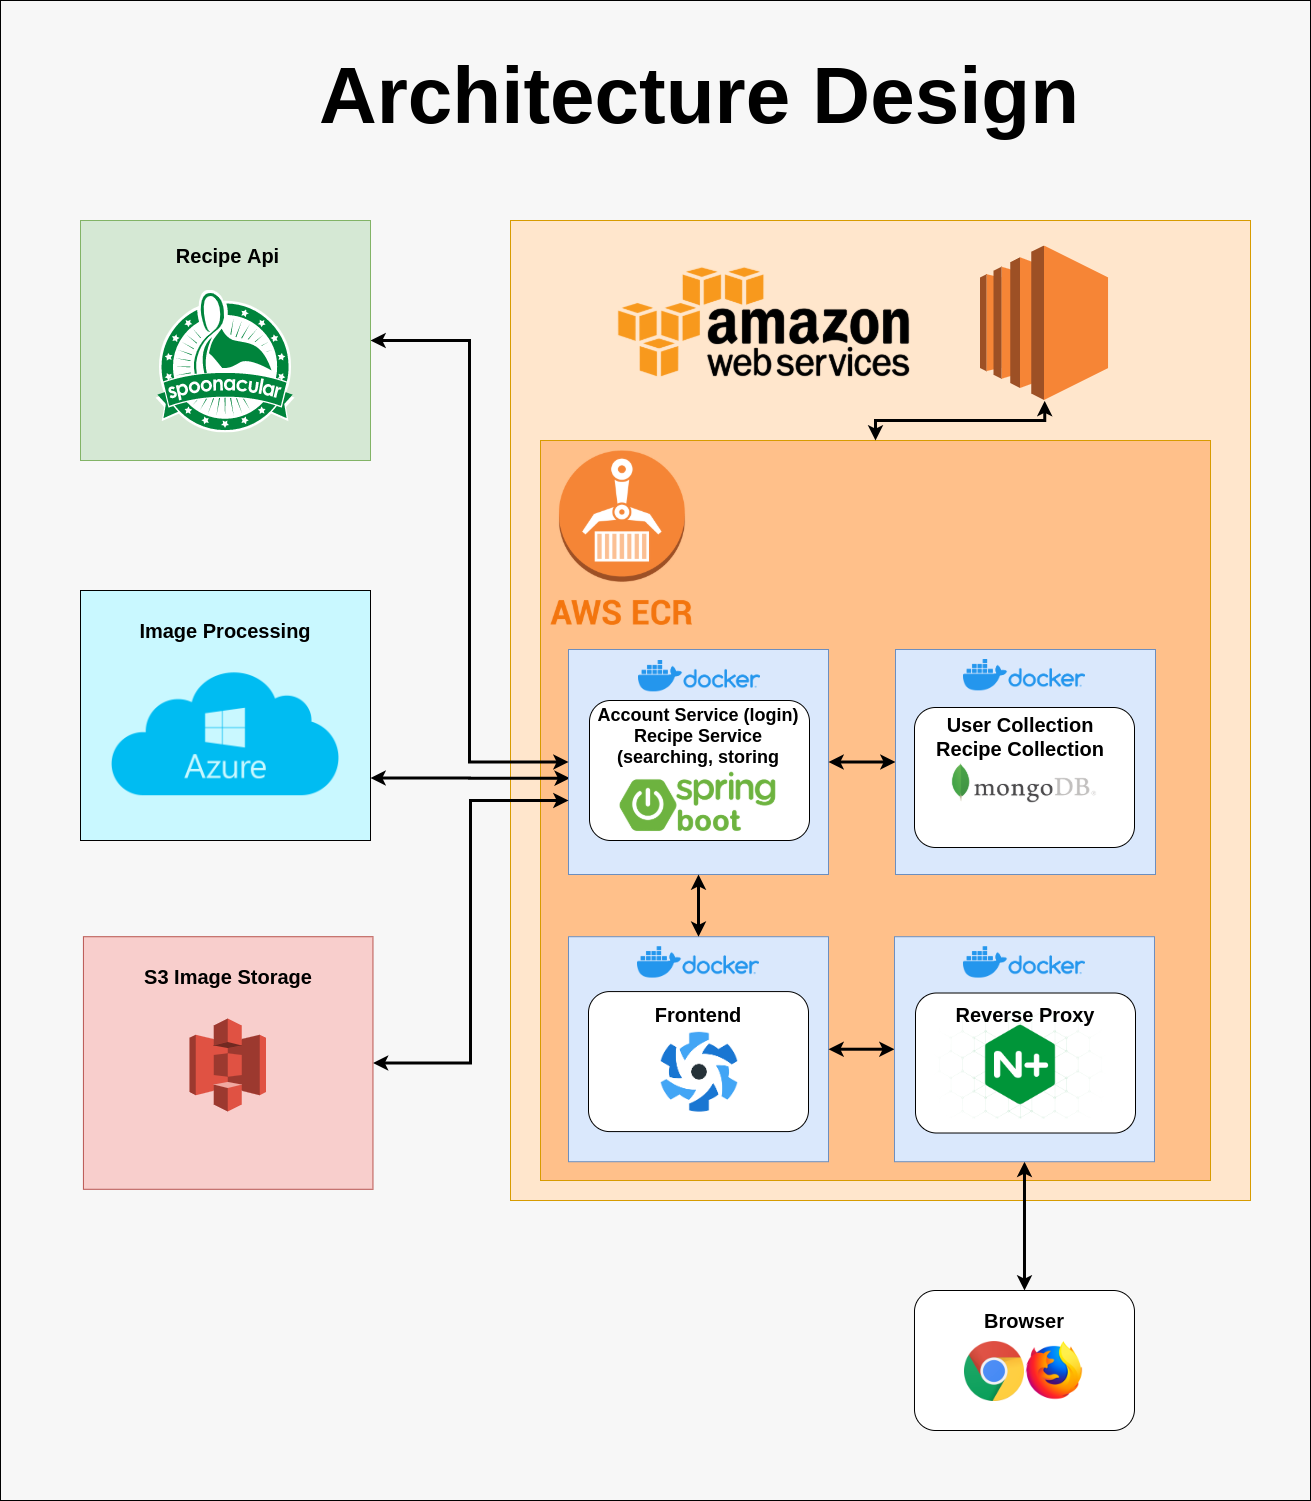 Architecture Design
Recipe Api
spoonacular
Image Processing
Azure
S3 Image Storage
amazon
web services
AWS ECR
docker
Account Service (login)
Recipe Service
(searching, storing
spring
boot
docker
User Collection
Recipe Collection
mongoDB
docker
Frontend
docker
Reverse Proxy
N+
Browser